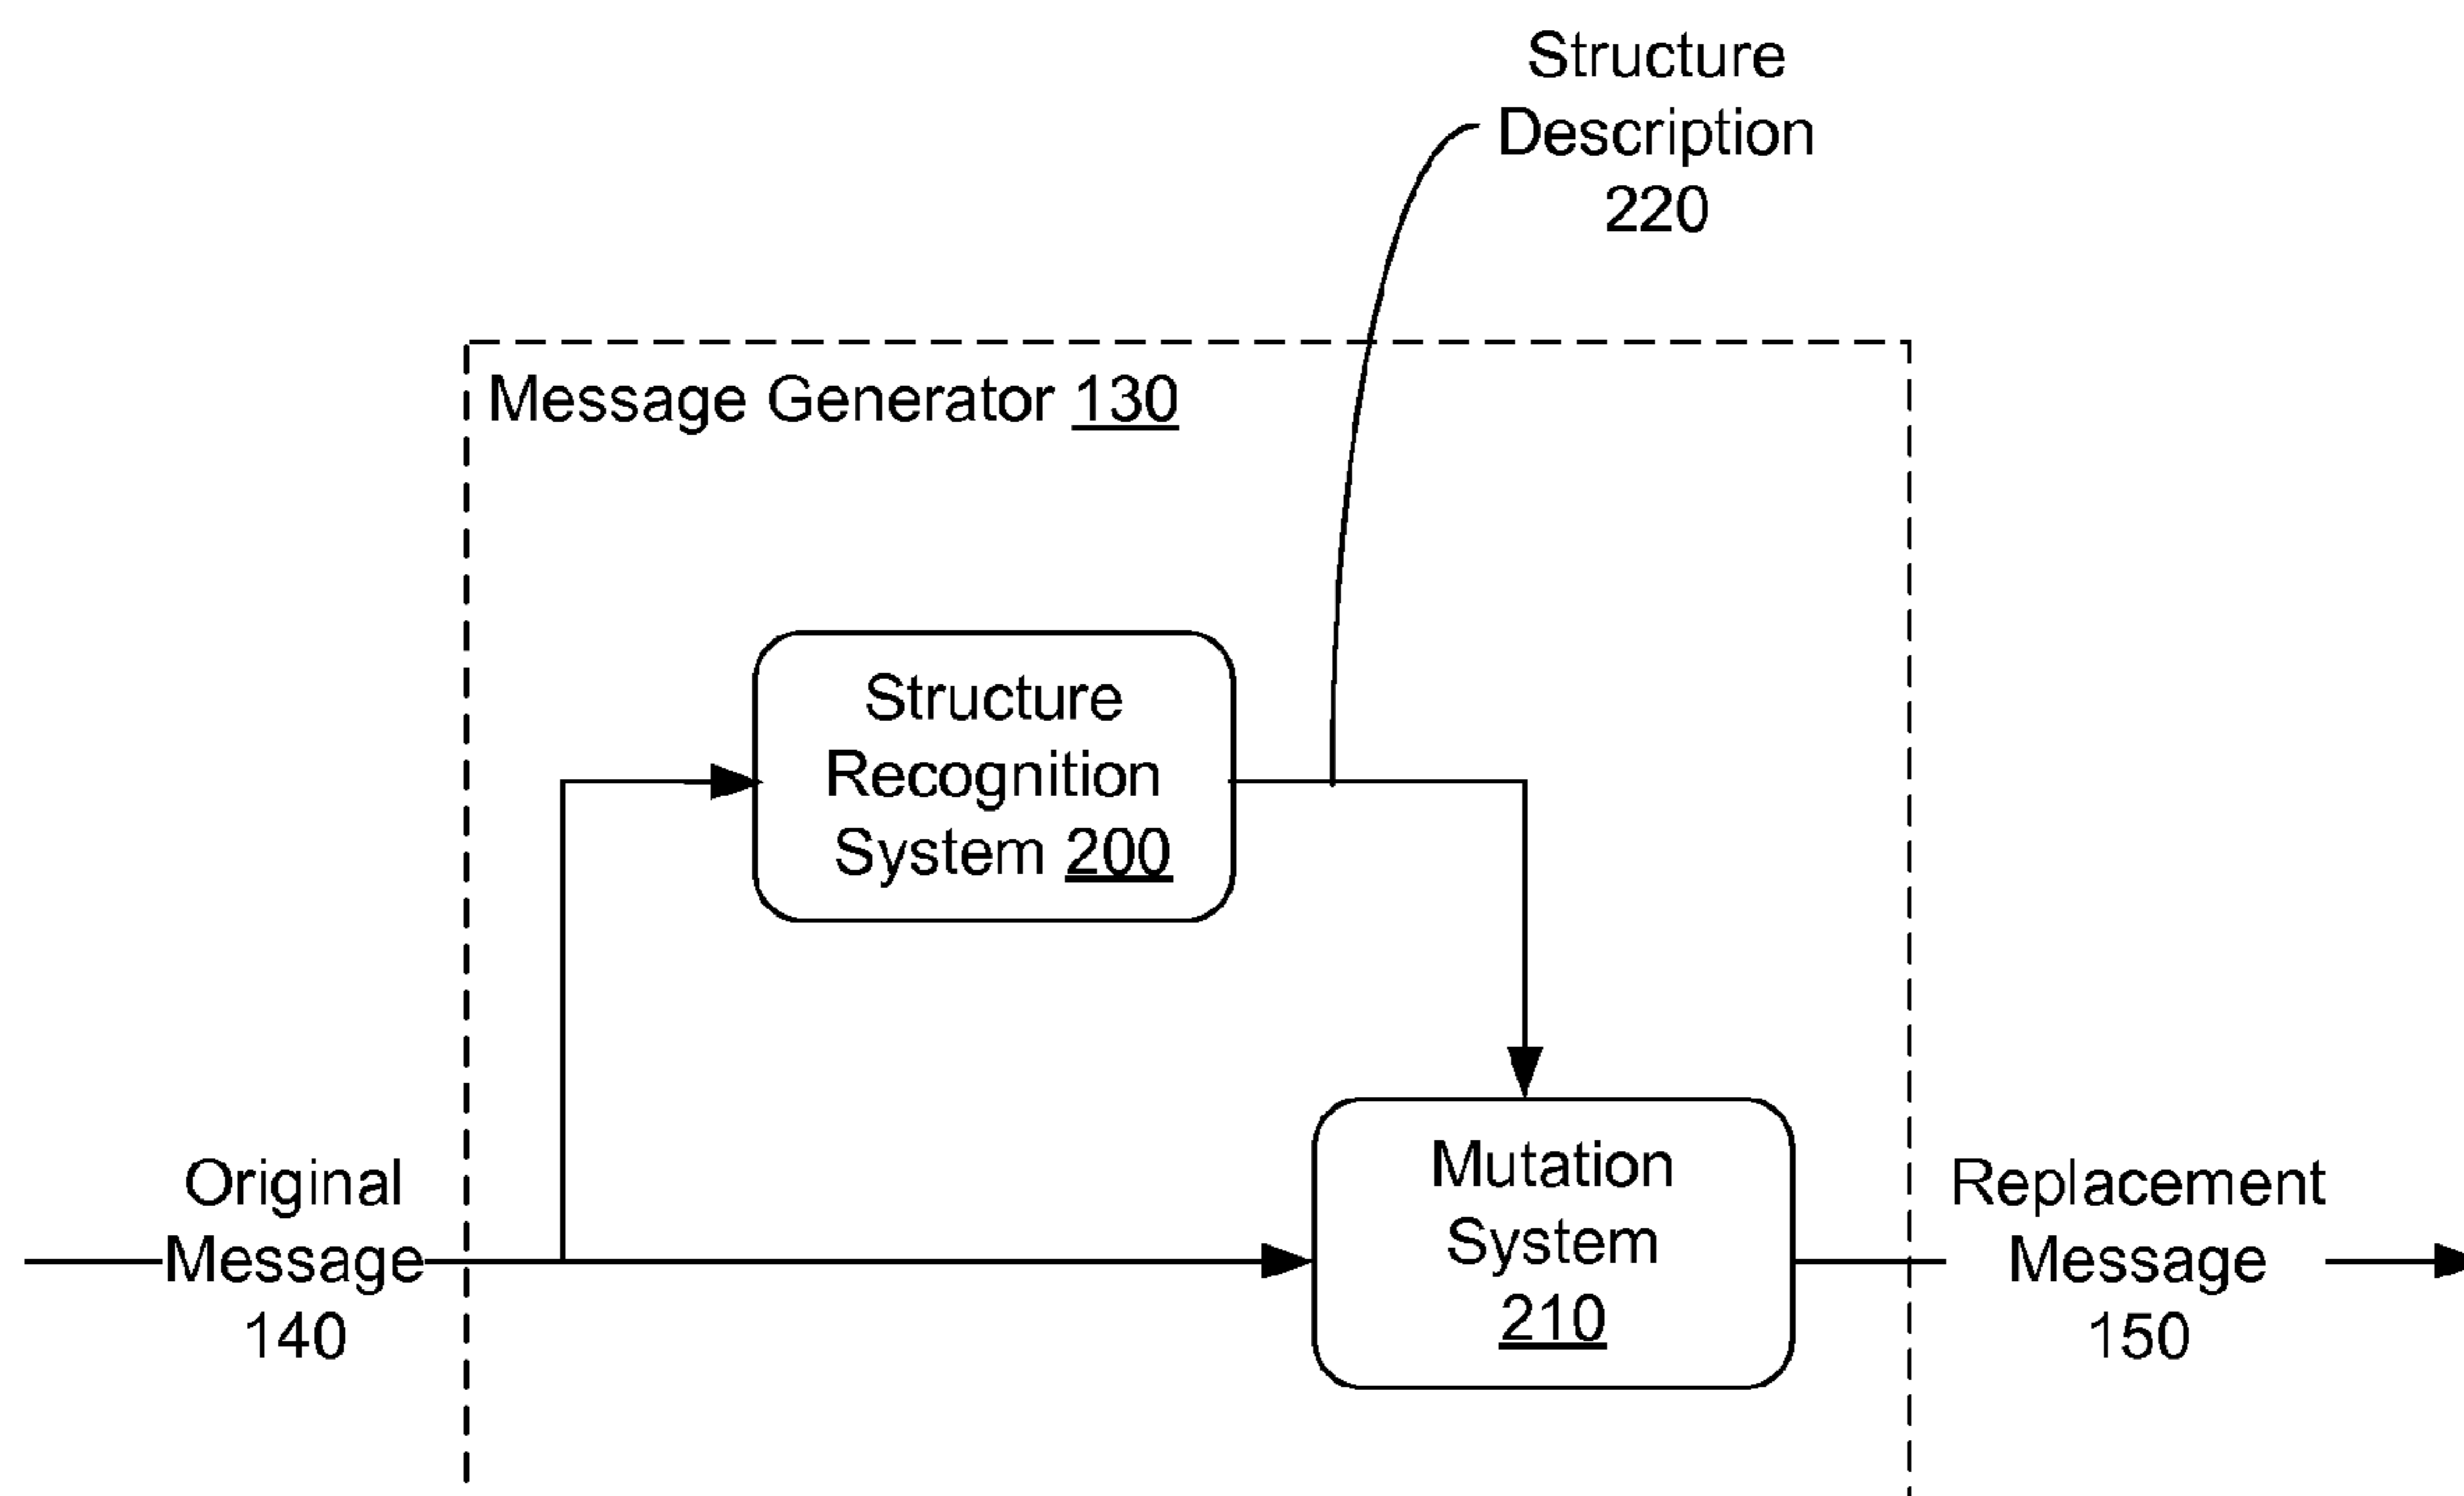 Structure
Description
220
Message Generator 130
Structure
Recognition
System 200
Original
Message
140
Mutation
System
210
Replacement
Message
150